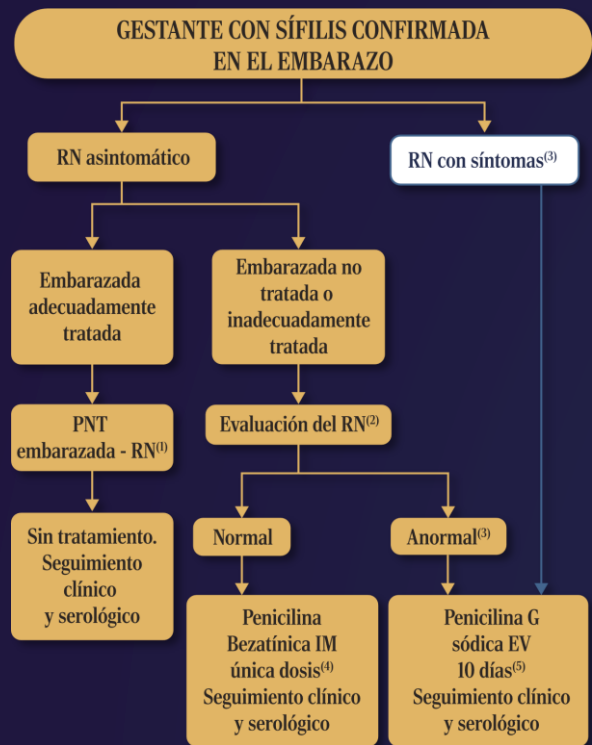 GESTANTE CON SÍFILIS CONFIRMADA
EN EL EMBARAZO
RN asintomático
RN con síntomas(3)
Embarazada
adecuadamente
tratada
Embarazada no
tratada o
inadecuadamente
tratada
PNT
embarazada - RN(1)
Evaluación del RN(2)
Sin tratamiento.
Seguimiento
clínico
y serológico
Normal
Anormal(3)
Penicilina
Bezatínica IM
única dosis(4)
Seguimiento clínico
y serológico
Penicilina G
sódica EV
10 días(5)
Seguimiento clínico
y serológico